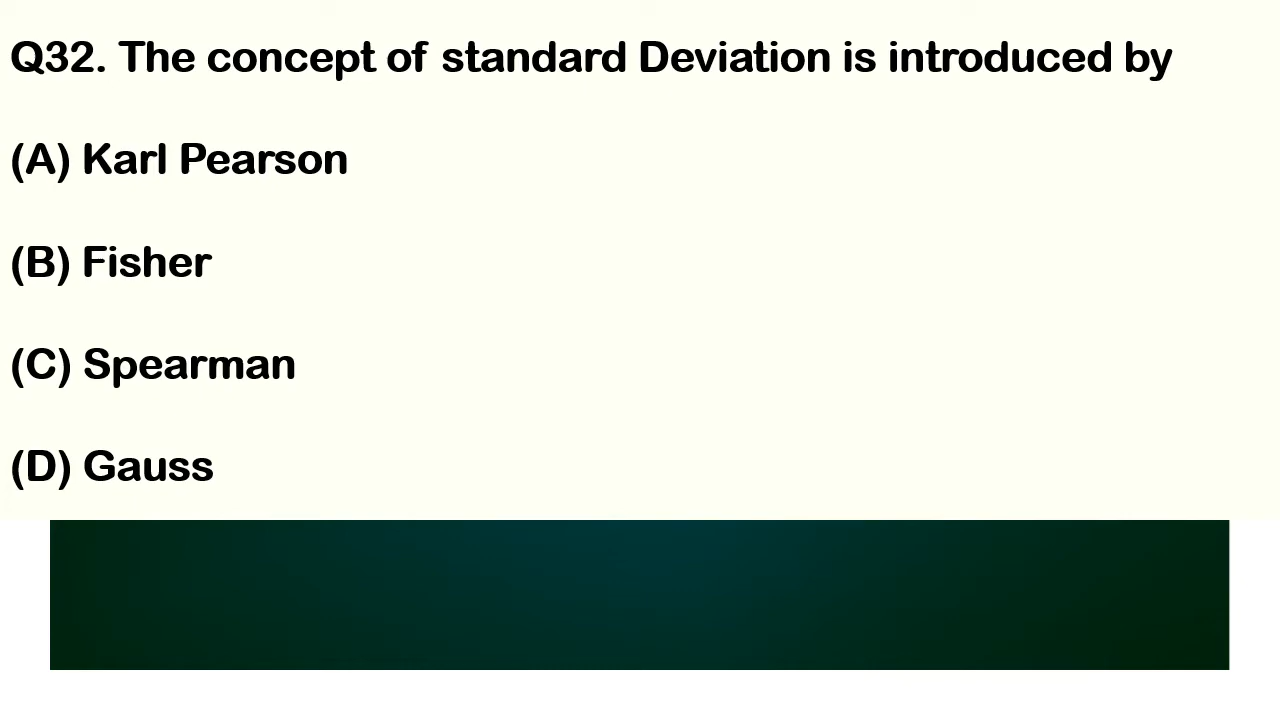 Q32. The concept of standard Deviation is introduced by
(A) Karl Pearson
(B) Fisher
(C) Spearman
(D) Gauss